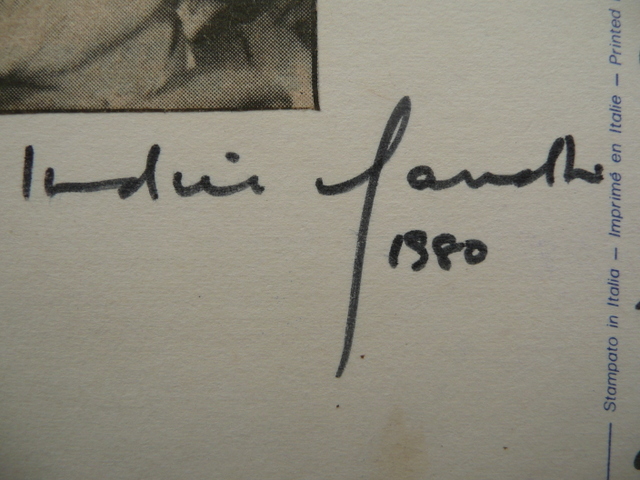 Indira Gandhi
1980
Stampato in Italia — Imprimé en Italie — Printed